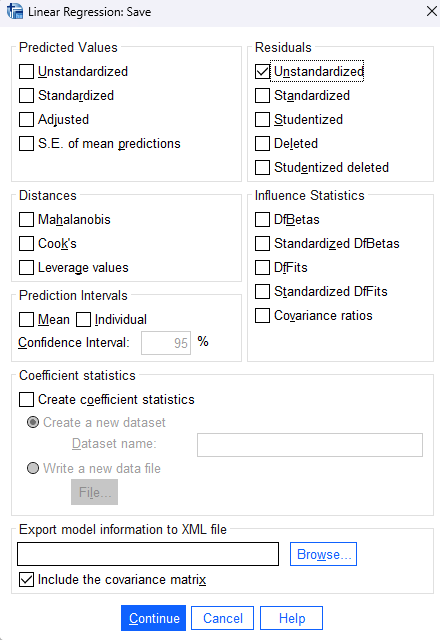 Linear Regression: Save
Predicted Values
Unstandardized
Standardized
Adjusted
S.E. of mean predictions
Residuals
Unstandardized
Standardized
Studentized
Deleted
Studentized deleted
Distances
Mahalanobis
Cook's
Leverage values
Influence Statistics
DfBetas
Standardized DfBetas
DfFits
Standardized DfFits
Covariance ratios
Prediction Intervals
Mean Individual
Confidence Interval: 95 %
Coefficient statistics
Create coefficient statistics
Create a new dataset
Dataset name:
Write a new data file
File...
Export model information to XML file
Browse...
Include the covariance matrix
Continue Cancel Help